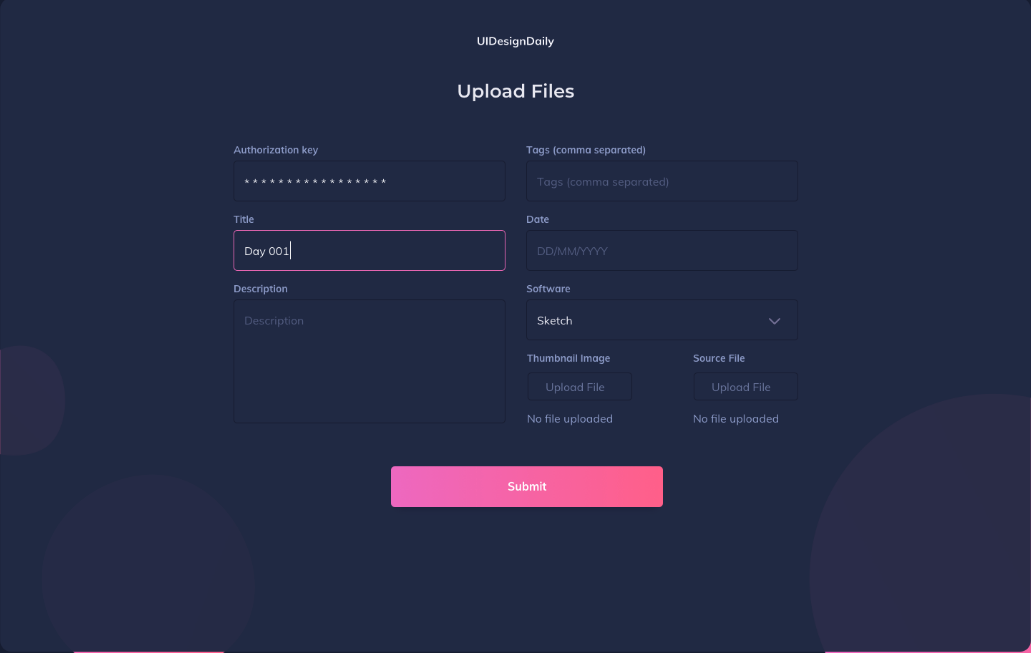 UIDesignDaily
Upload Files
Authorization key
****************
Title
Day 001
Description
Description
Tags (comma separated)
Tags (comma separated)
Date
DD/MM/YYYY
Software
Sketch
Thumbnail Image
Upload File
No file uploaded
Source File
Upload File
No file uploaded
Submit